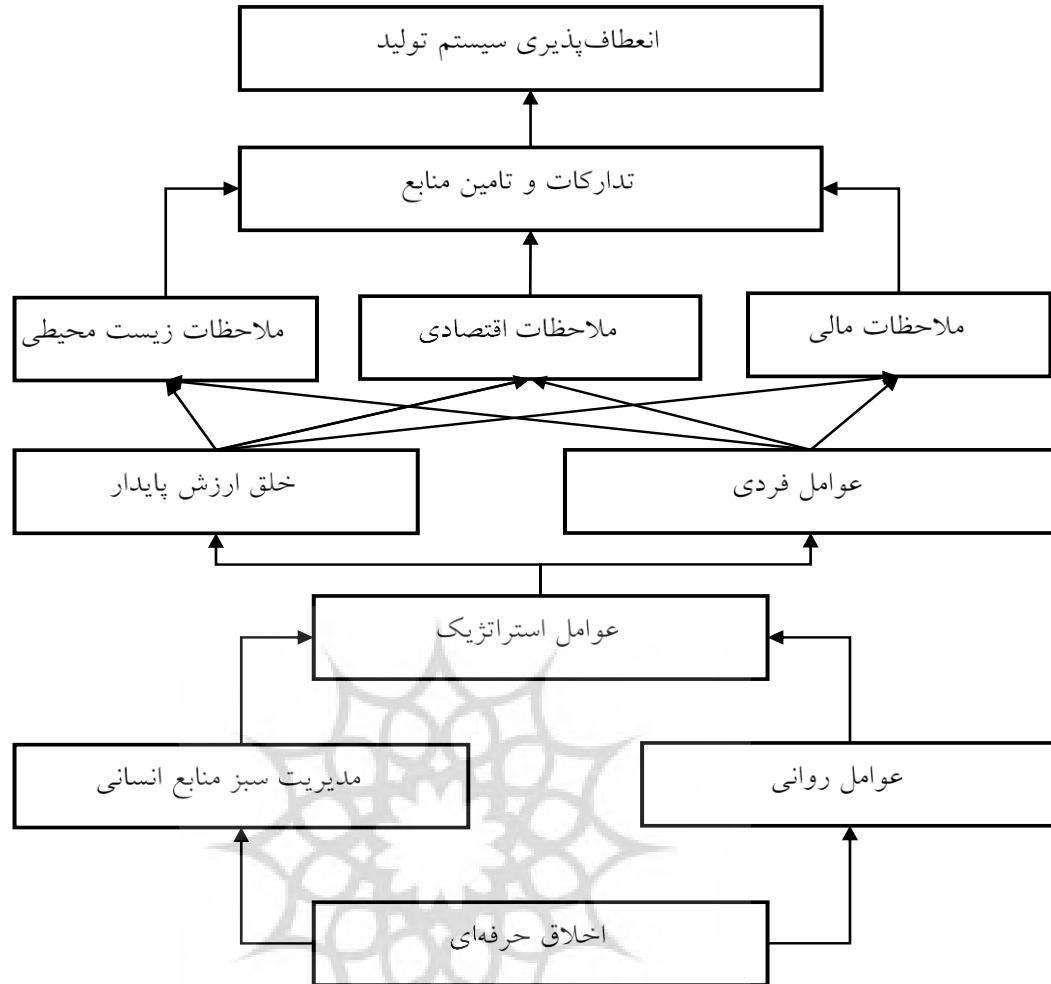 انعطاف‌پذیری سیستم تولید
تدارکات و تامین منابع
ملاحظات مالی
ملاحظات اقتصادی
ملاحظات زیست محیطی
عوامل فردی
خلق ارزش پایدار
عوامل استراتژیک
عوامل روانی
مدیریت سبز منابع انسانی
اخلاق حرفه‌ای